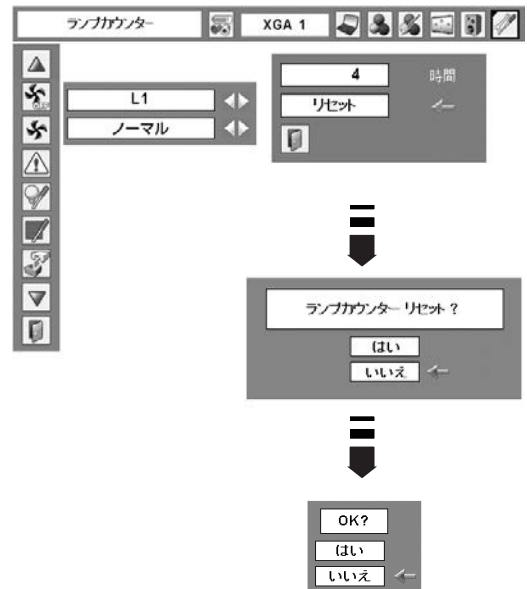 ランプカウンター
XGA 1
L1
ノーマル
4 時間
リセット
ランプカウンター リセット ?
はい
いいえ
OK?
はい
いいえ